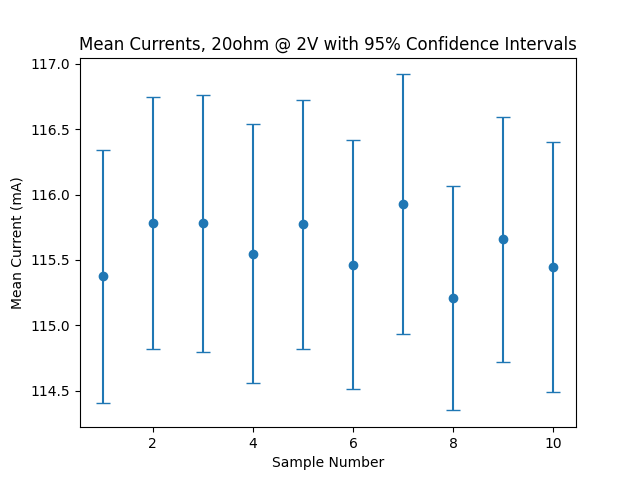 Mean Currents, 20ohm @ 2V with 95% Confidence Intervals
117.0
116.5
116.0
115.5
115.0
114.5
Mean Current (mA)
2 4 6 8 10
Sample Number